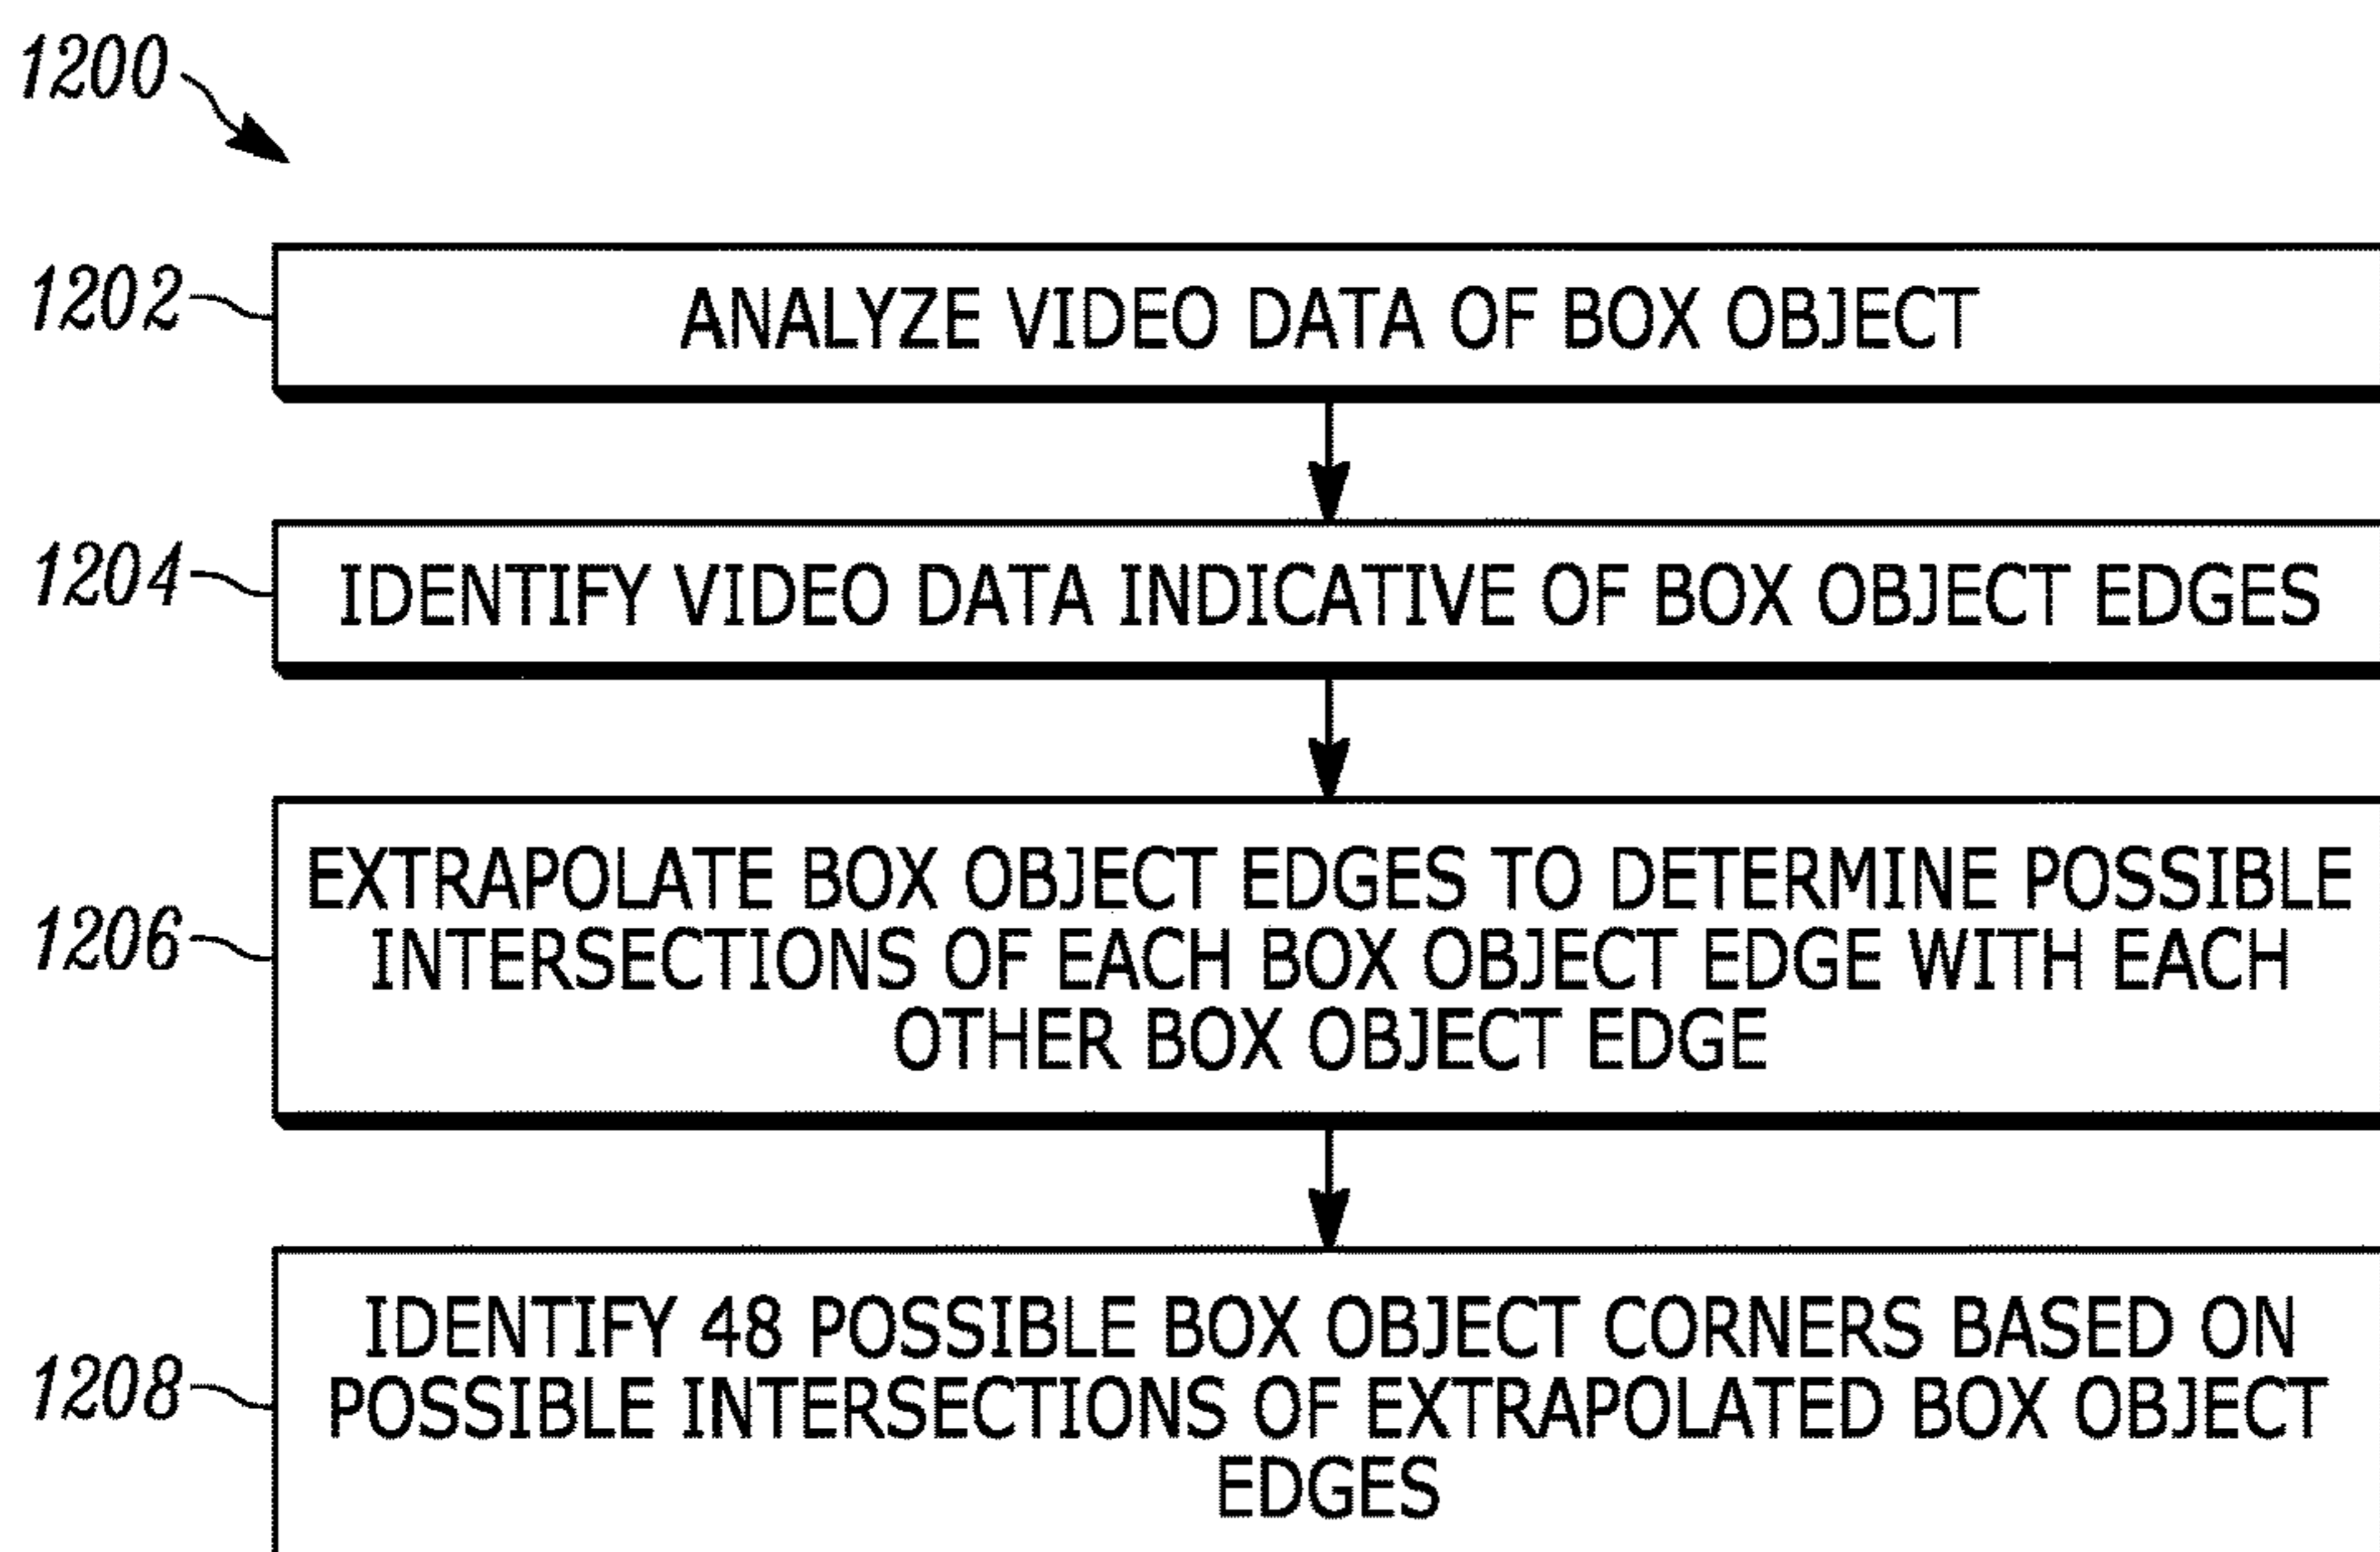 1200
1202
ANALYZE VIDEO DATA OF BOX OBJECT
1204
IDENTIFY VIDEO DATA INDICATIVE OF BOX OBJECT EDGES
1206
EXTRAPOLATE BOX OBJECT EDGES TO DETERMINE POSSIBLE
INTERSECTIONS OF EACH BOX OBJECT EDGE WITH EACH
OTHER BOX OBJECT EDGE
1208
IDENTIFY 48 POSSIBLE BOX OBJECT CORNERS BASED ON
POSSIBLE INTERSECTIONS OF EXTRAPOLATED BOX OBJECT
EDGES